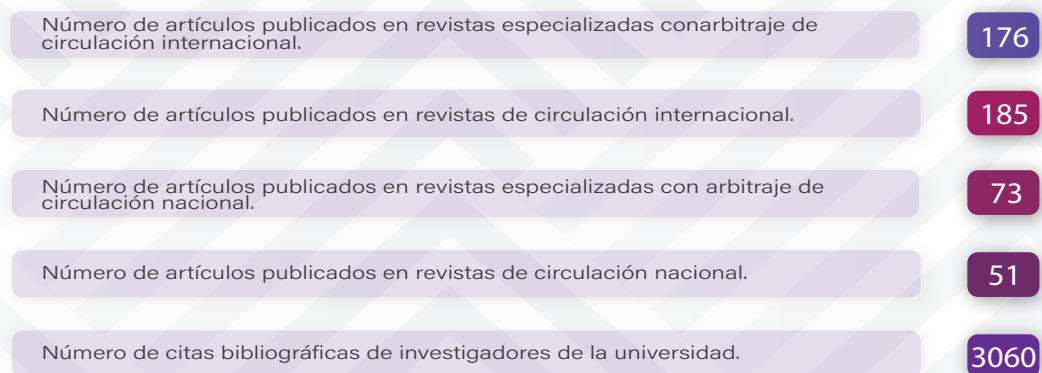 Número de artículos publicados en revistas especializadas conarbitraje de
circulación internacional.
176
Número de artículos publicados en revistas de circulación internacional.
185
Número de artículos publicados en revistas especializadas con arbitraje de
circulación nacional.
73
Número de artículos publicados en revistas de circulación nacional.
51
Número de citas bibliográficas de investigadores de la universidad.
3060